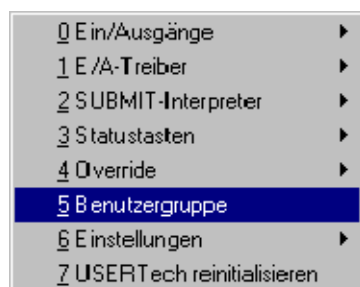 0 Ein/Ausgänge
1 E/A-Treiber
2 SUBMIT-Interpreter
3 Statustasten
4 Override
5 Benutzergruppe
6 Einstellungen
7 USERTech reinitialisieren